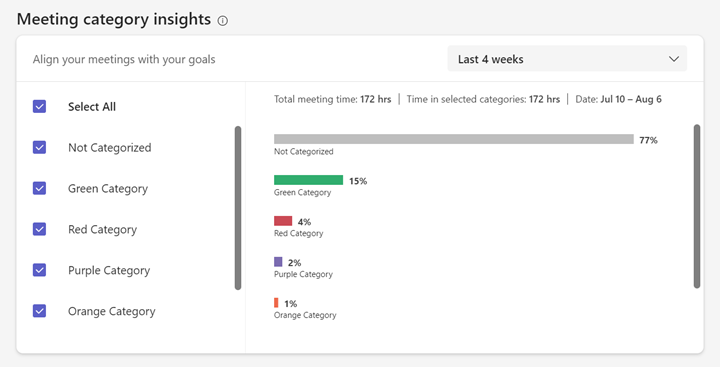 Meeting category insights
Align your meetings with your goals
Last 4 weeks
Select All
Not Categorized
Green Category
Red Category
Purple Category
Orange Category
Total meeting time: 172 hrs | Time in selected categories: 172 hrs | Date: Jul 10 – Aug 6
77%
Not Categorized
15%
Green Category
4%
Red Category
2%
Purple Category
1%
Orange Category